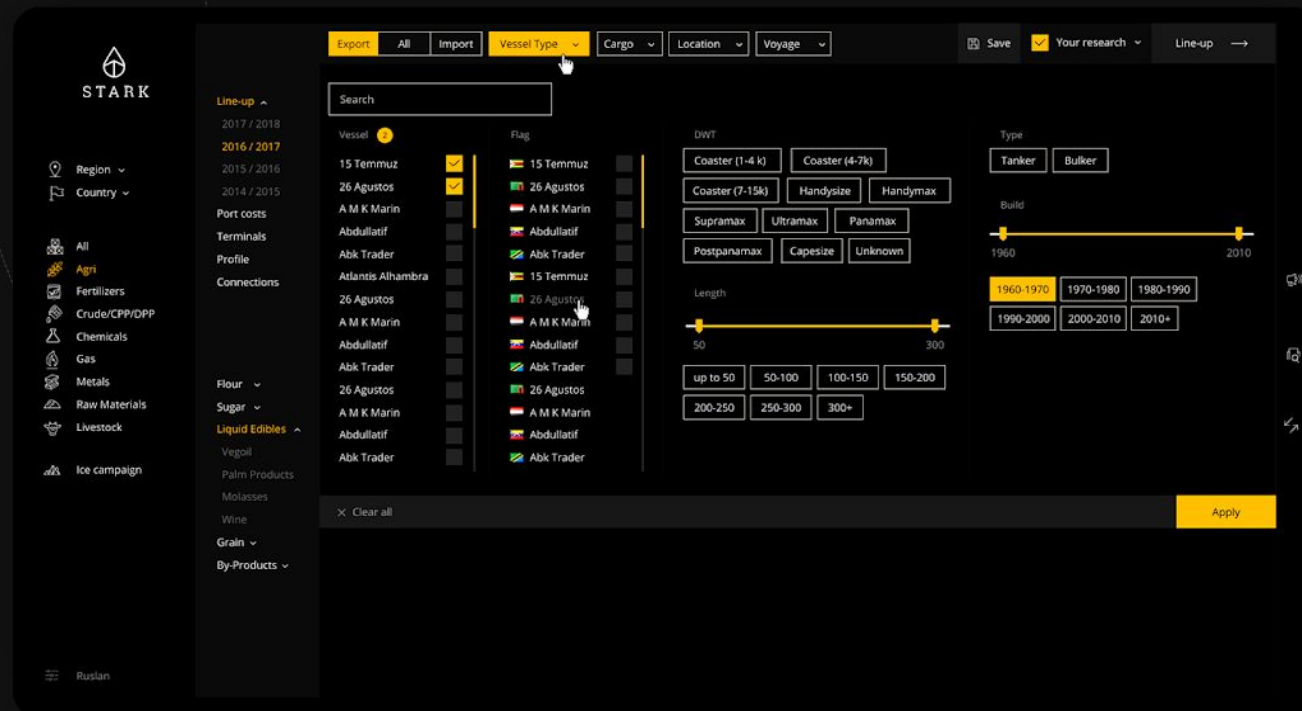 STARK
Region
Country
All
Agri
Fertilizers
Crude/CPP/DPP
Chemicals
Gas
Metals
Raw Materials
Livestock
Ice campaign
Ruslan
Line-up
2017 / 2018
2016 / 2017
2015 / 2016
2014 / 2015
Port costs
Terminals
Profile
Connections
Flour
Sugar
Liquid Edibles
Vegoil
Palm Products
Molasses
Wine
Grain
By-Products
Export All Import Vessel Type Cargo Location Voyage Save Your research Line-up
Search
Vessel 2
15 Temmuz
26 Agustos
A M K Marin
Abdullatif
Abk Trader
Atlantis Alhambra
26 Agustos
A M K Marin
Abdullatif
Abk Trader
26 Agustos
A M K Marin
Abdullatif
Abk Trader
Flag
15 Temmuz
26 Agustos
A M K Marin
Abdullatif
Abk Trader
15 Temmuz
26 Agustos
A M K Marin
Abdullatif
Abk Trader
26 Agustos
A M K Marin
Abdullatif
Abk Trader
DWT
Coaster (1-4 k) Coaster (4-7k)
Coaster (7-15k) Handysize Handymax
Supramax Ultramax Panamax
Postpanamax Capesize Unknown
Length
50 300
up to 50 50-100 100-150 150-200
200-250 250-300 300+
Type
Tanker Bulker
Build
1960 2010
1960-1970 1970-1980 1980-1990
1990-2000 2000-2010 2010+
Clear all
Apply